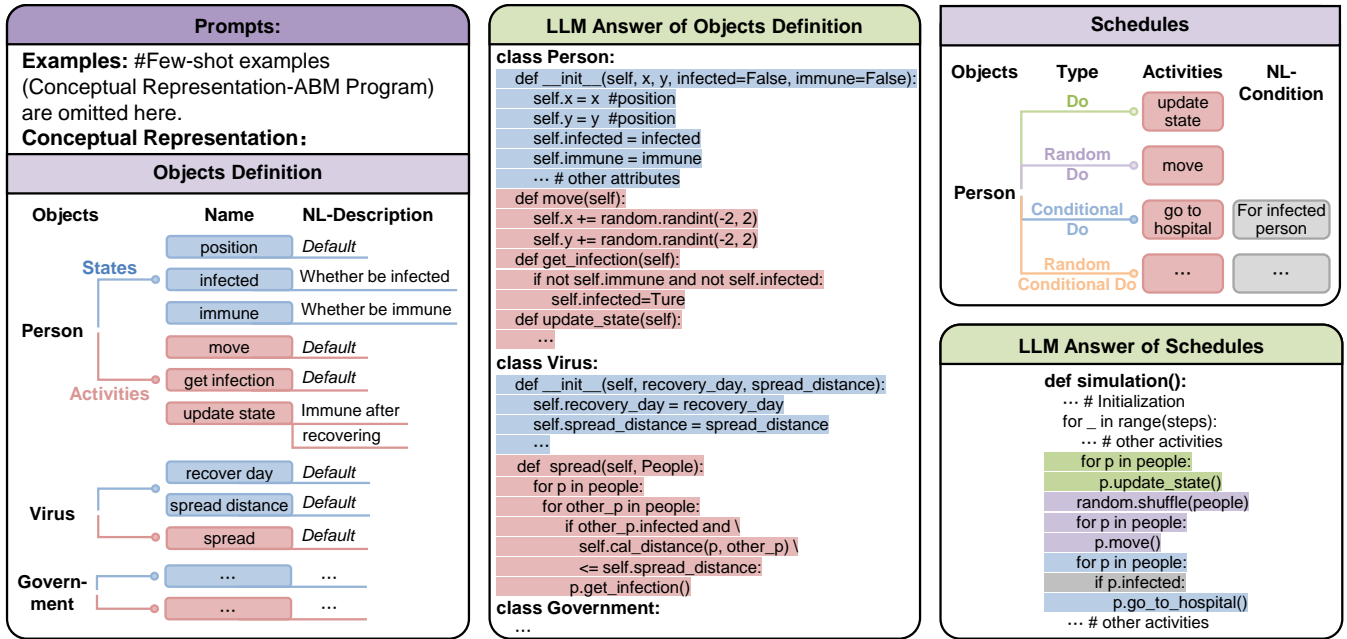 Prompts:
Examples: #Few-shot examples
(Conceptual Representation-ABM Program)
are omitted here.
Conceptual Representation:
Objects Definition
Objects Name NL-Description
position Default
States
infected Whether be infected
immune Whether be immune
Person
move Default
get infection Default
Activities
update state Immune after
recovering
recover day Default
Virus
spread distance Default
spread Default
Govern-
ment
... ...
... ...
LLM Answer of Objects Definition
class Person:
def __init__(self, x, y, infected=False, immune=False):
self.x = x #position
self.y = y #position
self.infected = infected
self.immune = immune
... # other attributes
def move(self):
self.x += random.randint(-2, 2)
self.y += random.randint(-2, 2)
def get_infection(self):
if not self.immune and not self.infected:
self.infected=Ture
def update_state(self):
...
class Virus:
def __init__(self, recovery_day, spread_distance):
self.recovery_day = recovery_day
self.spread_distance = spread_distance
...
def spread(self, People):
for p in people:
for other_p in people:
if other_p.infected and \
self.cal_distance(p, other_p) \
<= self.spread_distance:
p.get_infection()
class Government:
...
Schedules
Objects Type Activities NL-
Condition
Do update
state
Random
Do move
Person
Conditional
Do go to
hospital For infected
person
Random
Conditional Do ... ...
LLM Answer of Schedules
def simulation():
... # Initialization
for _ in range(steps):
... # other activities
for p in people:
p.update_state()
random.shuffle(people)
for p in people:
p.move()
for p in people:
if p.infected:
p.go_to_hospital()
... # other activities